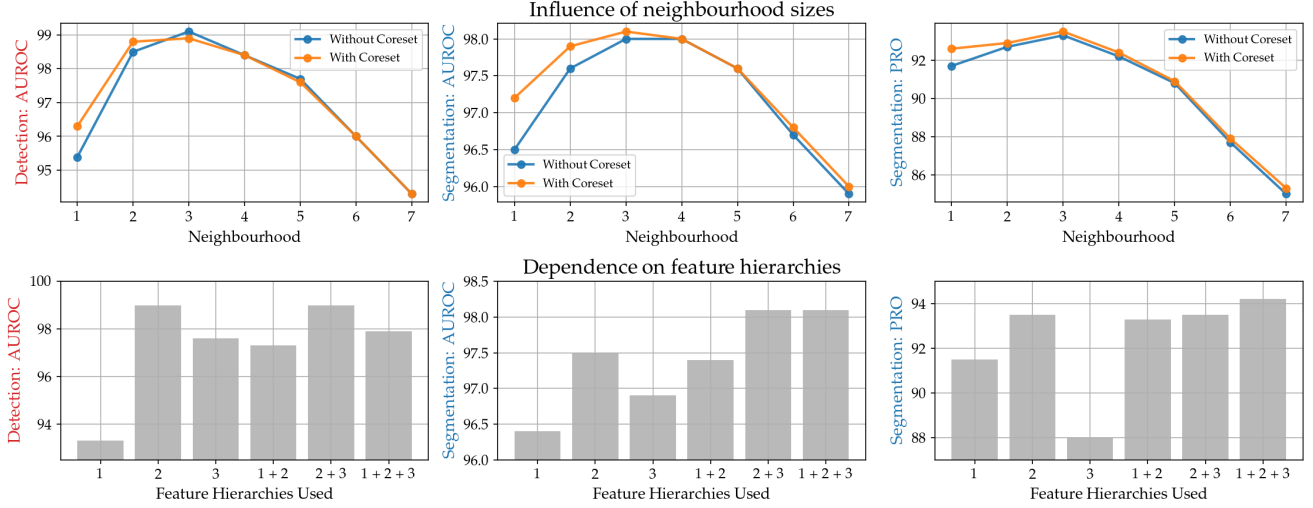 Influence of neighbourhood sizes
Detection: AUROC
99
98
97
96
95
Without Coreset
With Coreset
1 2 3 4 5 6 7
Neighbourhood
Segmentation: AUROC
98.0
97.5
97.0
96.5
96.0
Without Coreset
With Coreset
1 2 3 4 5 6 7
Neighbourhood
Segmentation: PRO
92
90
88
86
Without Coreset
With Coreset
1 2 3 4 5 6 7
Neighbourhood
Dependence on feature hierarchies
Detection: AUROC
100
98
96
94
1 2 3 1 + 2 2 + 3 1 + 2 + 3
Feature Hierarchies Used
Segmentation: AUROC
98.5
98.0
97.5
97.0
96.5
96.0
1 2 3 1 + 2 2 + 3 1 + 2 + 3
Feature Hierarchies Used
Segmentation: PRO
94
92
90
88
1 2 3 1 + 2 2 + 3 1 + 2 + 3
Feature Hierarchies Used